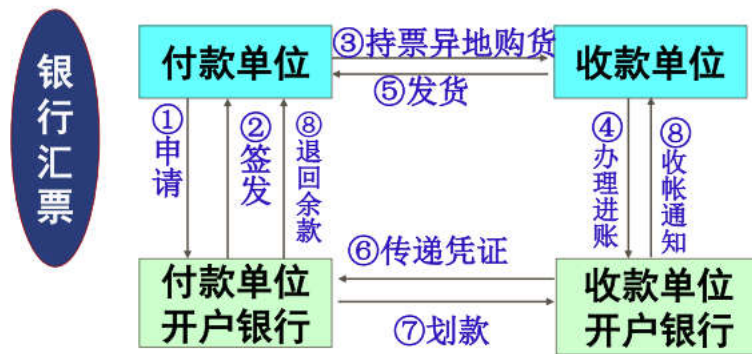 银行汇票
付款单位
③持票异地购货
⑤发货
收款单位
①申请
②签发
⑧退回余款
④办理进账
⑧收帐通知
付款单位
开户银行
⑥传递凭证
⑦划款
收款单位
开户银行